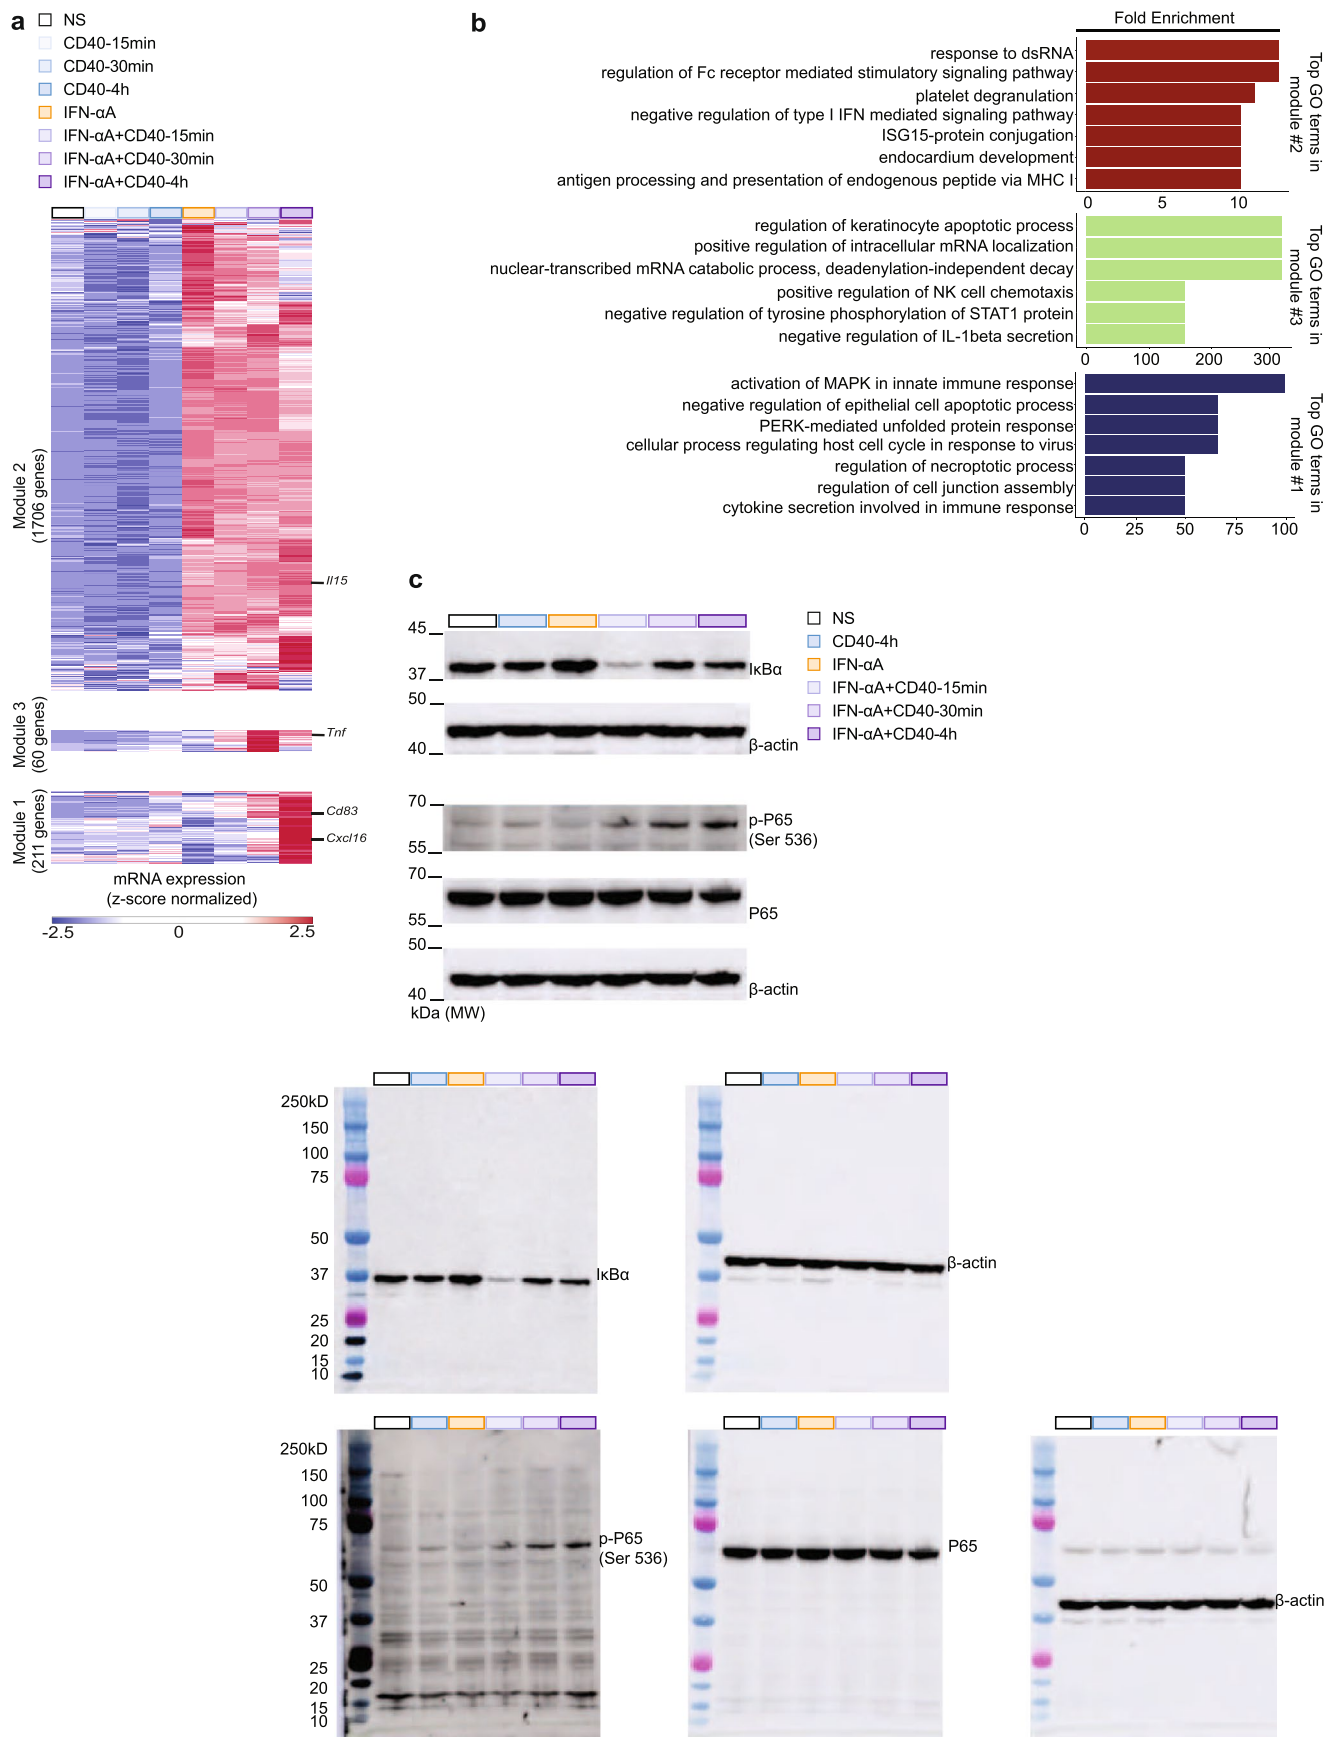 a
NS
CD40-15min
CD40-30min
CD40-4h
IFN-αA
IFN-αA+CD40-15min
IFN-αA+CD40-30min
IFN-αA+CD40-4h
Module 2
(1706 genes)
Il15
Module 3
(60 genes)
Tnf
Module 1
(211 genes)
Cd83
Cxcl16
mRNA expression
(z-score normalized)
-2.5 0 2.5
b
Fold Enrichment
response to dsRNA
regulation of Fc receptor mediated stimulatory signaling pathway
platelet degranulation
negative regulation of type I IFN mediated signaling pathway
ISG15-protein conjugation
endocardium development
antigen processing and presentation of endogenous peptide via MHC I
0 5 10
Top GO terms in
module #2
regulation of keratinocyte apoptotic process
positive regulation of intracellular mRNA localization
nuclear-transcribed mRNA catabolic process, deadenylation-independent decay
positive regulation of NK cell chemotaxis
negative regulation of tyrosine phosphorylation of STAT1 protein
negative regulation of IL-1beta secretion
0 100 200 300
Top GO terms in
module #3
activation of MAPK in innate immune response
negative regulation of epithelial cell apoptotic process
PERK-mediated unfolded protein response
cellular process regulating host cell cycle in response to virus
regulation of necroptotic process
regulation of cell junction assembly
cytokine secretion involved in immune response
0 25 50 75 100
Top GO terms in
module #1
c
45
37
IκBα
50
40
β-actin
70
55
p-P65
(Ser 536)
70
55
P65
50
40
β-actin
kDa (MW)
NS
CD40-4h
IFN-αA
IFN-αA+CD40-15min
IFN-αA+CD40-30min
IFN-αA+CD40-4h
250kD
150
100
75
50
37
25
20
15
10
IκBα
β-actin
250kD
150
100
75
50
37
25
20
15
10
p-P65
(Ser 536)
P65
β-actin